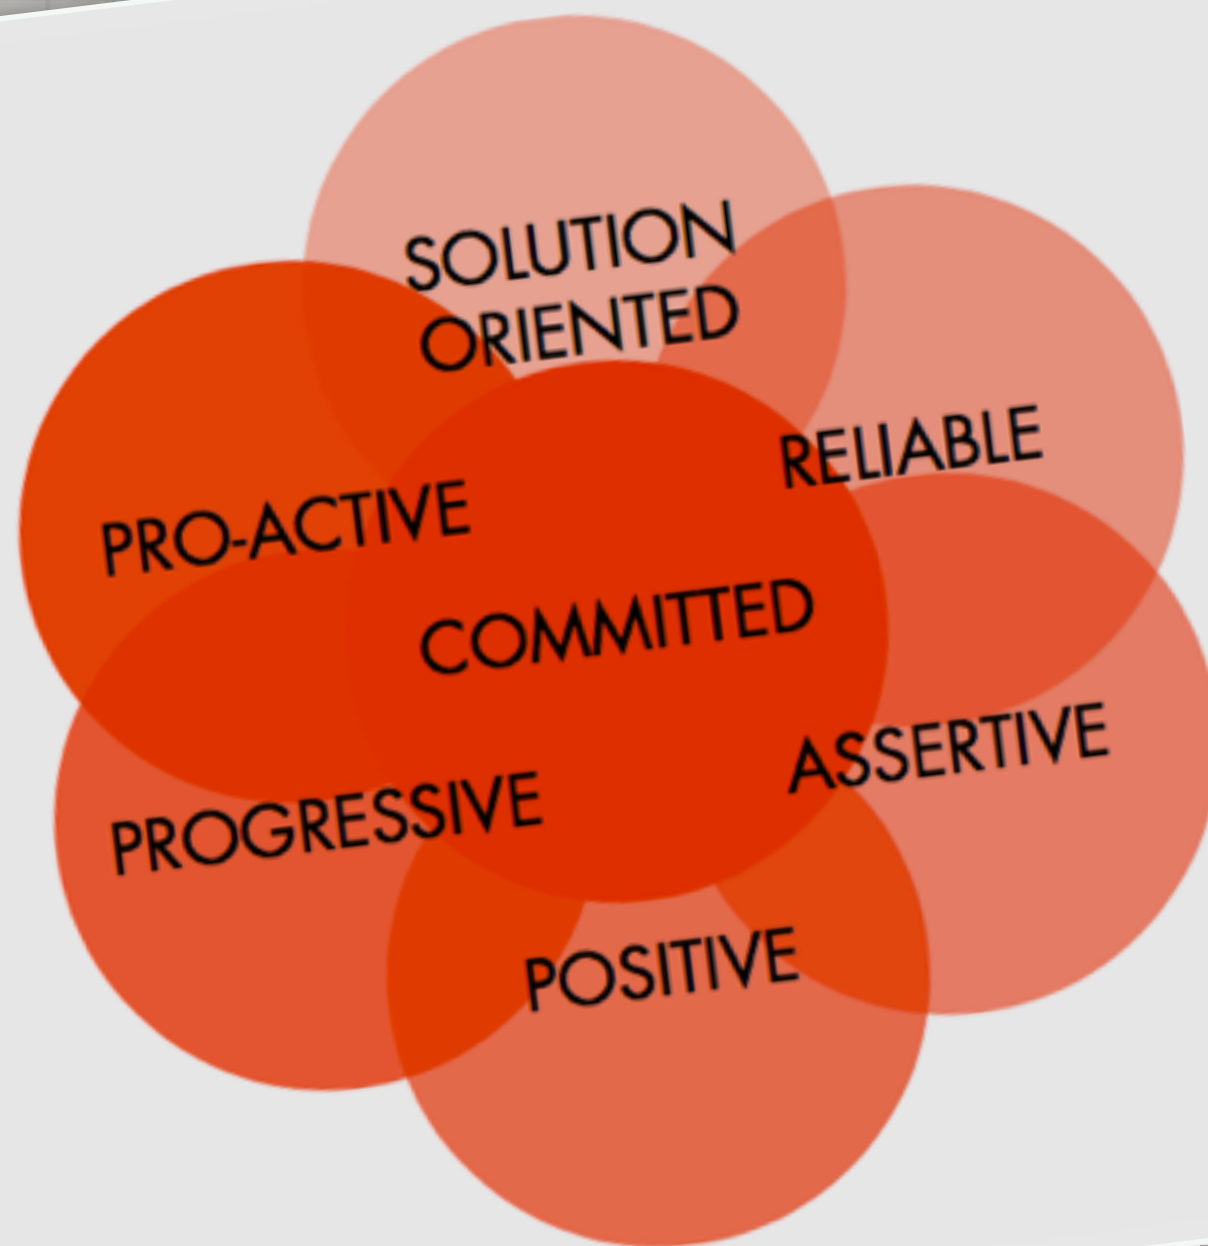 SOLUTION
ORIENTED
RELIABLE
PRO-ACTIVE
COMMITTED
ASSERTIVE
PROGRESSIVE
POSITIVE